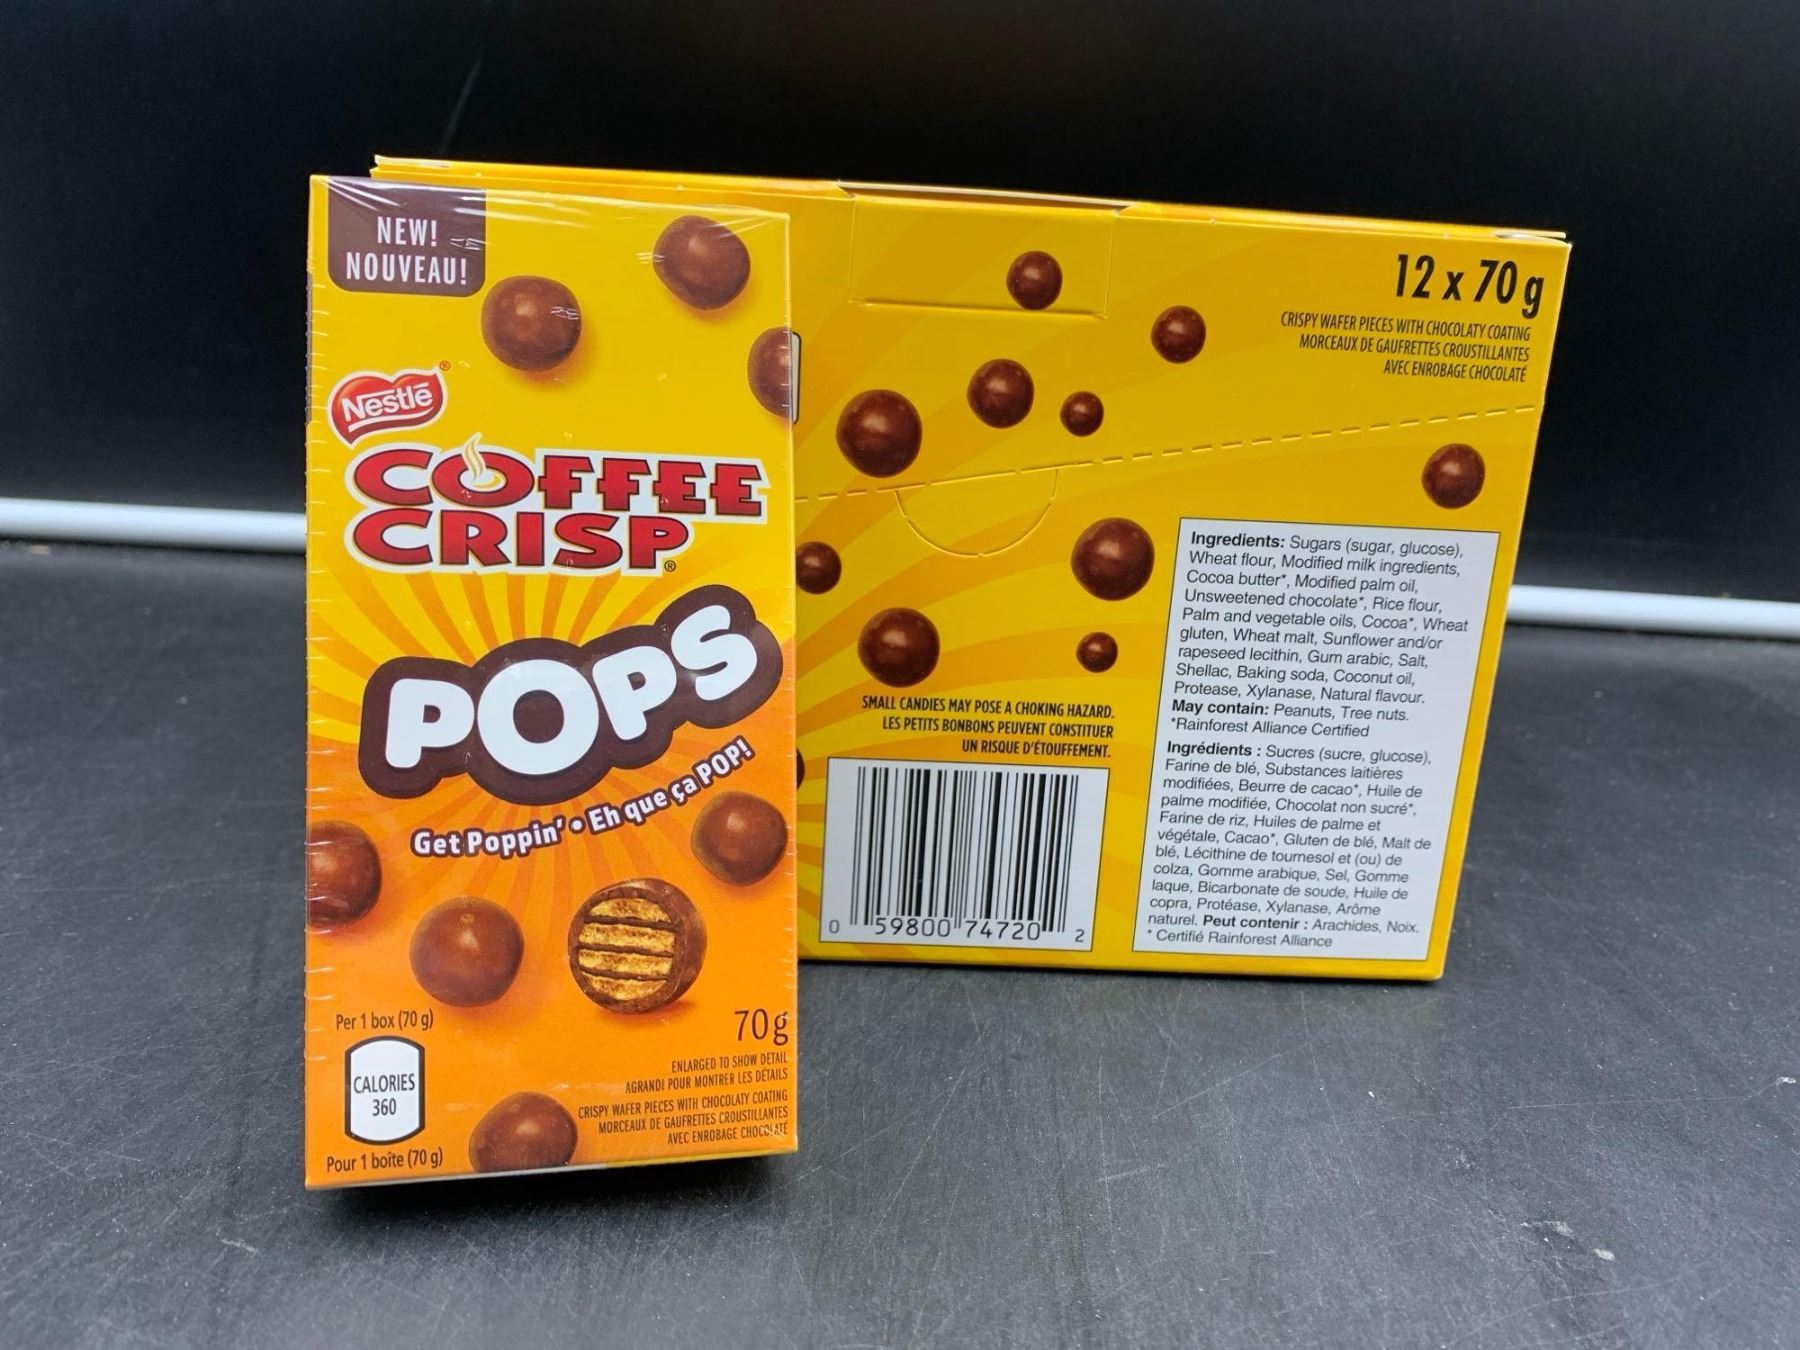 NEW!
NOUVEAU!
Nestlé®
COFFEE
CRISP®
POPS
Get Poppin' • Eh que ça POP!
Per 1 box (70 g)
CALORIES
360
Pour 1 boîte (70 g)
70g
ENLARGED TO SHOW DETAIL
AGRANDI POUR MONTRER LES DÉTAILS
CRISPY WAFER PIECES WITH CHOCOLATY COATING
MORCEAUX DE GAUFRETTES CROUSTILLANTES
AVEC ENROBAGE CHOCOLATÉ
12 x 70 g
CRISPY WAFER PIECES WITH CHOCOLATY COATING
MORCEAUX DE GAUFRETTES CROUSTILLANTES
AVEC ENROBAGE CHOCOLATÉ
SMALL CANDIES MAY POSE A CHOKING HAZARD.
LES PETITS BONBONS PEUVENT CONSTITUER
UN RISQUE D'ÉTOUFFEMENT.
0 59800 74720 2
Ingredients: Sugars (sugar, glucose),
Wheat flour, Modified milk ingredients,
Cocoa butter*, Modified palm oil,
Unsweetened chocolate*, Rice flour,
Palm and vegetable oils, Cocoa*, Wheat
gluten, Wheat malt, Sunflower and/or
rapeseed lecithin, Gum arabic, Salt,
Shellac, Baking soda, Coconut oil,
Protease, Xylanase, Natural flavour.
May contain: Peanuts, Tree nuts.
*Rainforest Alliance Certified
Ingrédients : Sucres (sucre, glucose),
Farine de blé, Substances laitières
modifiées, Beurre de cacao*, Huile de
palme modifiée, Chocolat non sucré*,
Farine de riz, Huiles de palme et
végétale, Cacao*, Gluten de blé, Malt de
blé, Lécithine de tournesol et (ou) de
colza, Gomme arabique, Sel, Gomme
laque, Bicarbonate de soude, Huile de
copra, Protéase, Xylanase, Arôme
naturel. Peut contenir : Arachides, Noix.
* Certifié Rainforest Alliance